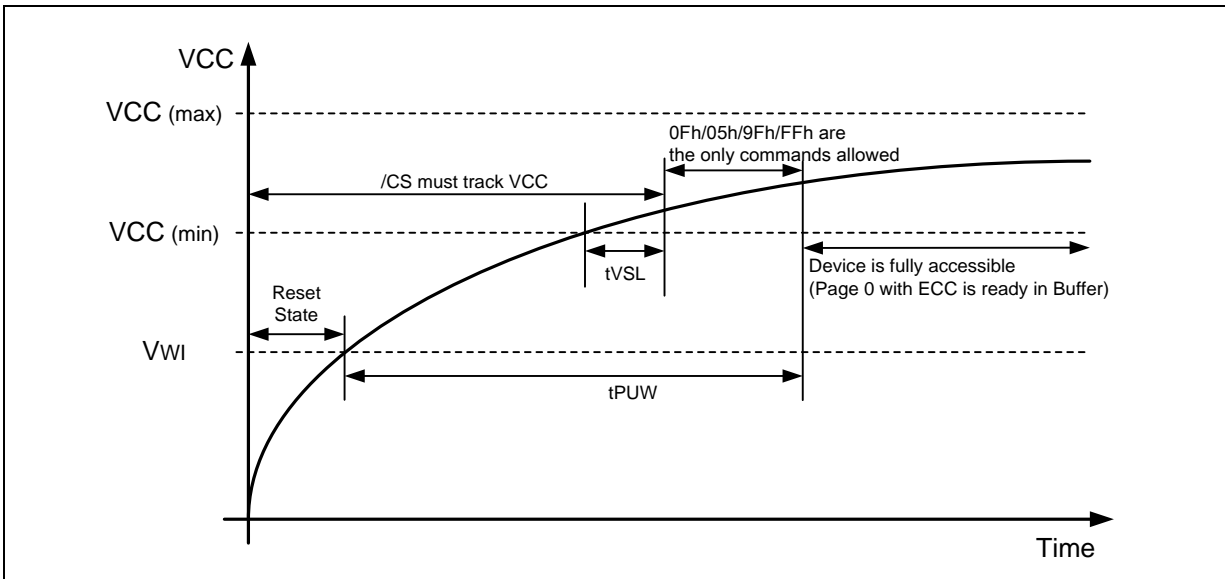 VCC
VCC (max)
0Fh/05h/9Fh/FFh are
the only commands allowed
/CS must track VCC
VCC (min)
tVSL
Device is fully accessible
(Page 0 with ECC is ready in Buffer)
Reset
State
VWI
tPUW
Time